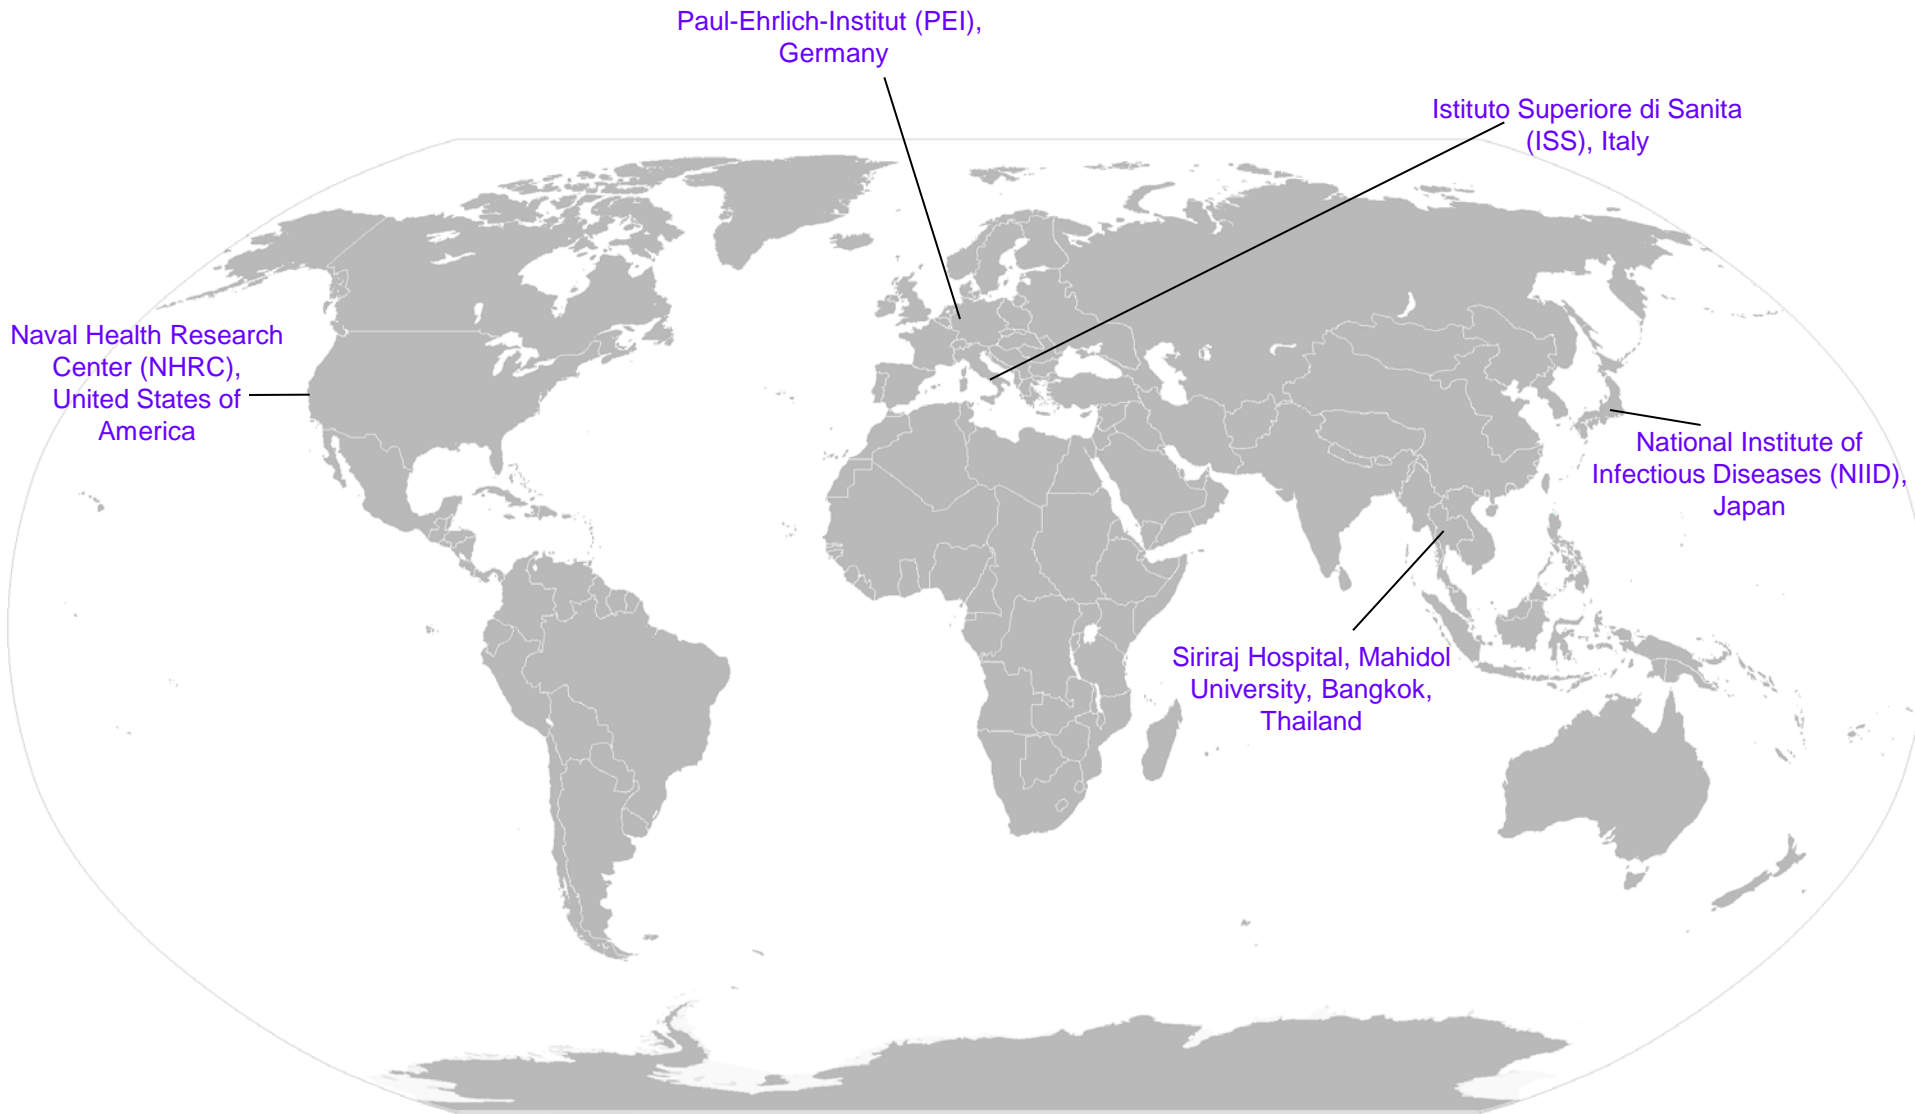 Paul-Ehrlich-Institut (PEI),
Germany
Istituto Superiore di Sanita
(ISS), Italy
Naval Health Research
Center (NHRC),
United States of
America
National Institute of
Infectious Diseases (NIID),
Japan
Siriraj Hospital, Mahidol
University, Bangkok,
Thailand